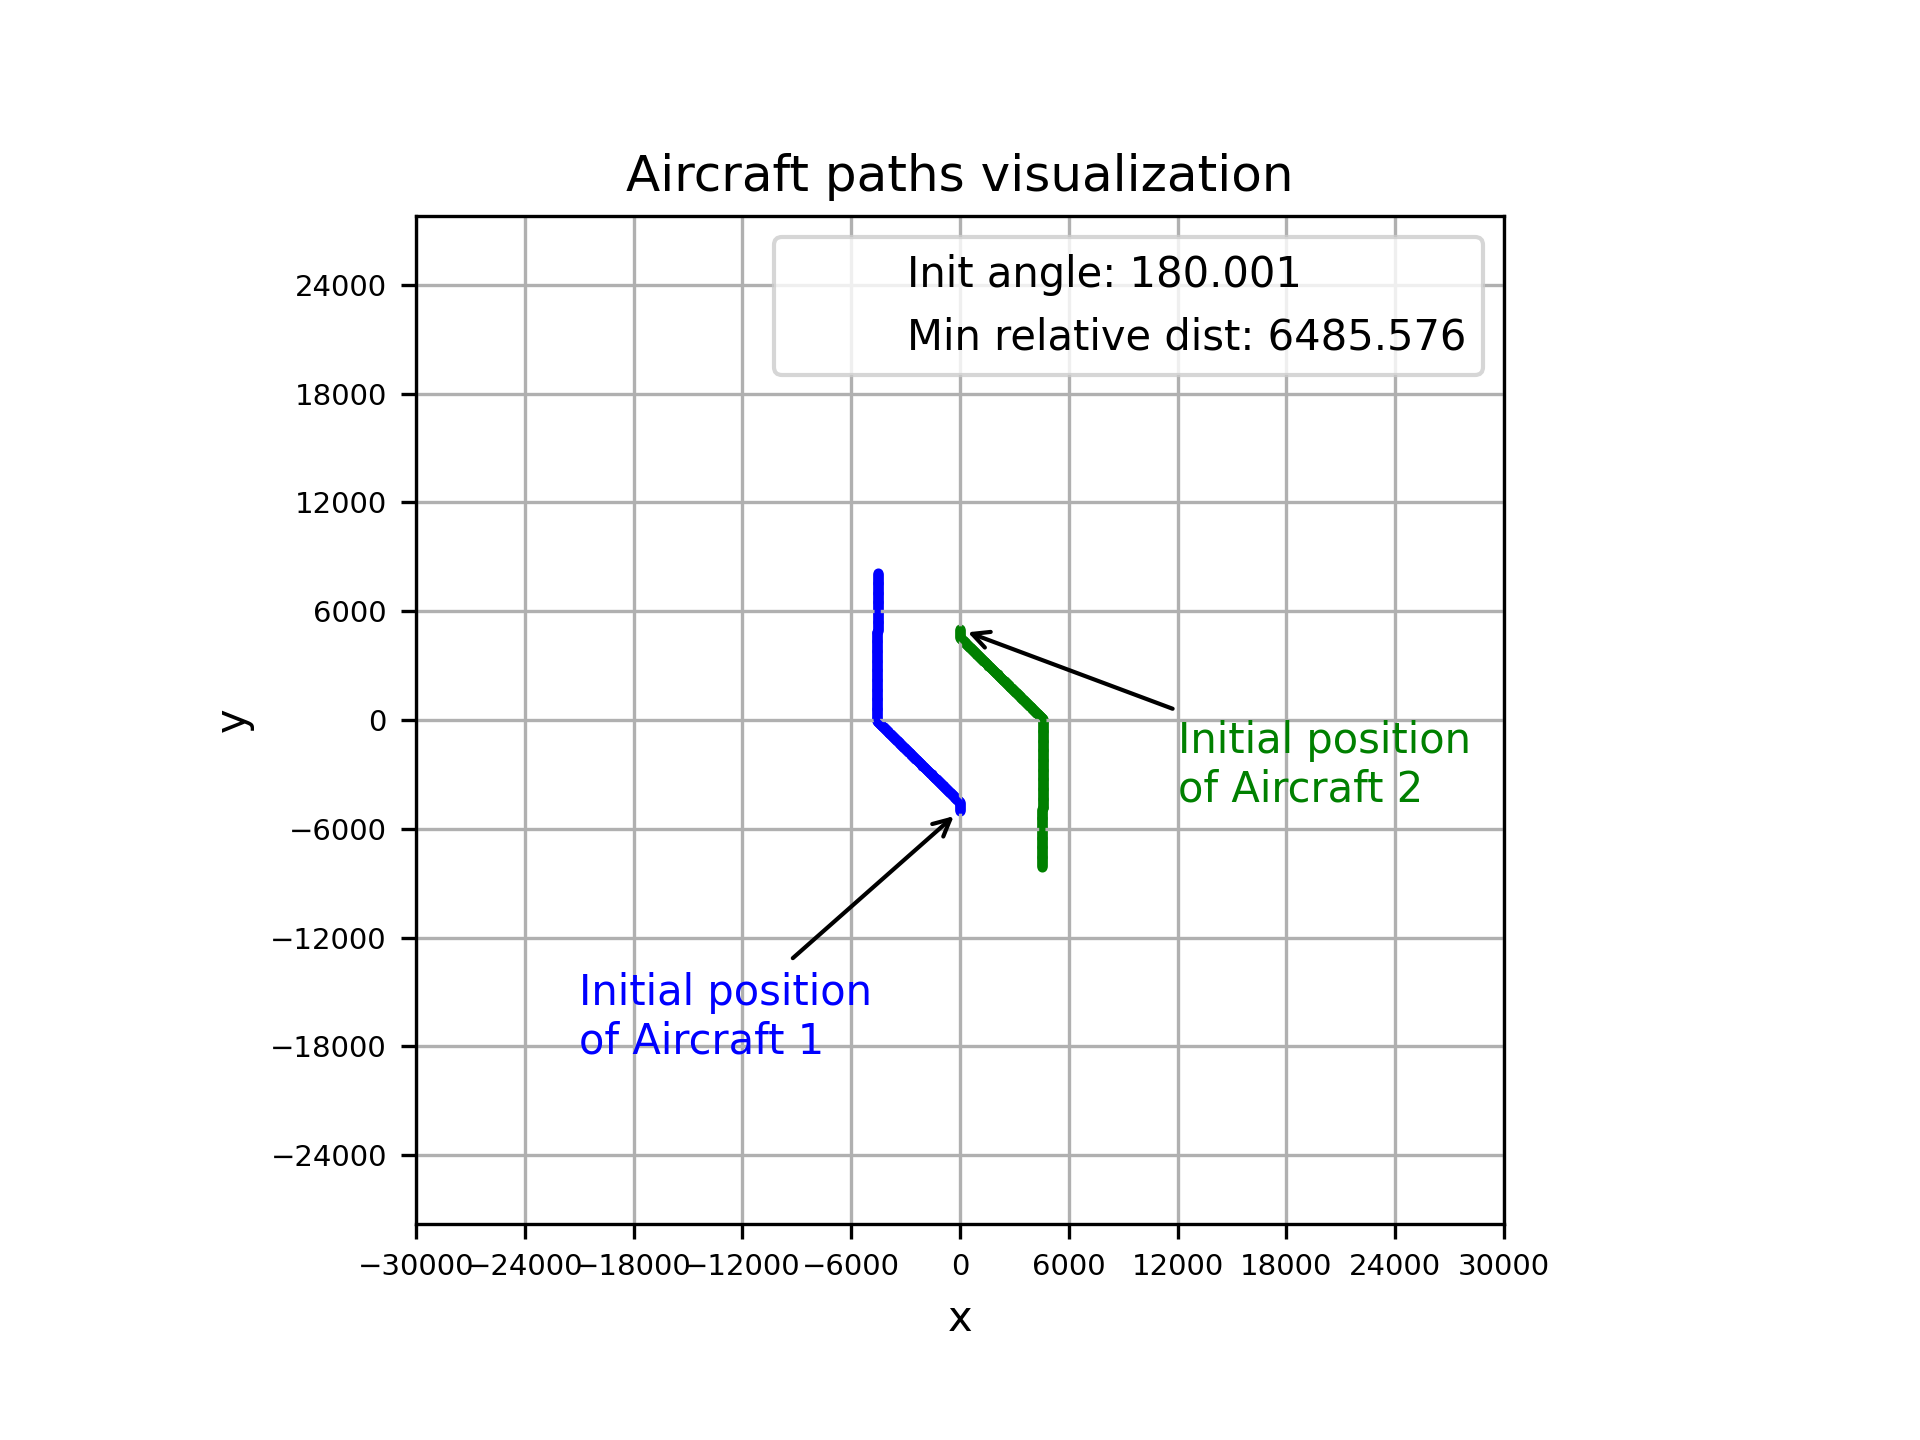 Aircraft paths visualization
Init angle: 180.001
Min relative dist: 6485.576
24000
18000
12000
6000
0
−6000
−12000
−18000
−24000
y
Initial position
of Aircraft 2
Initial position
of Aircraft 1
−30000 −24000 −18000 −12000 −6000 0 6000 12000 18000 24000 30000
x